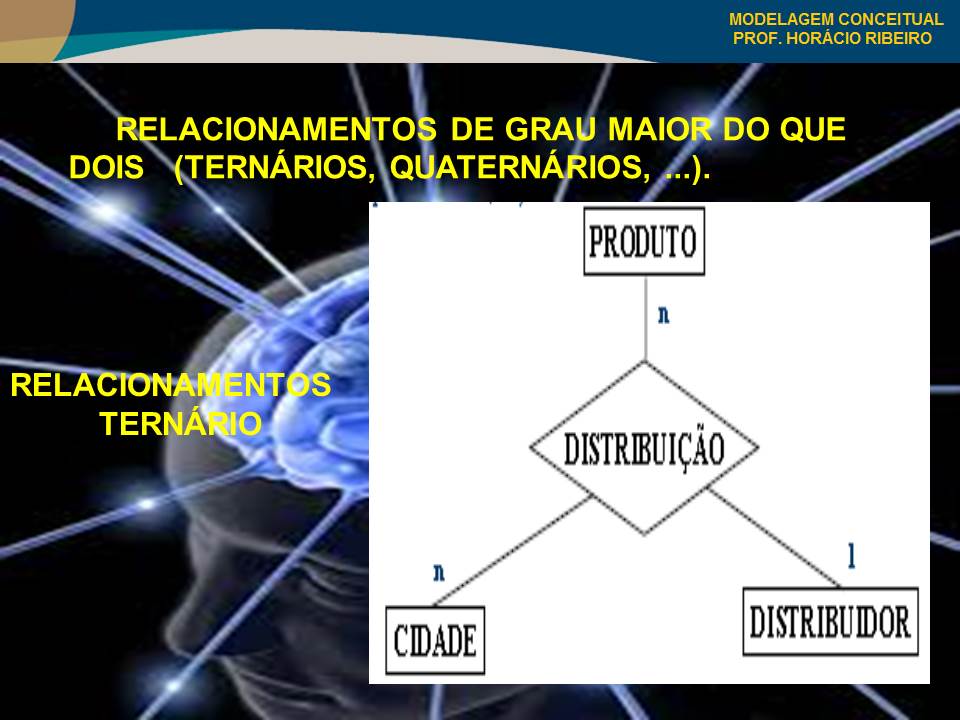 MODELAGEM CONCEITUAL
PROF. HORÁCIO RIBEIRO
RELACIONAMENTOS DE GRAU MAIOR DO QUE
DOIS (TERNÁRIOS, QUATERNÁRIOS, ...).
RELACIONAMENTOS
TERNÁRIO
PRODUTO
n
DISTRIBUIÇÃO
n
1
CIDADE
DISTRIBUIDOR